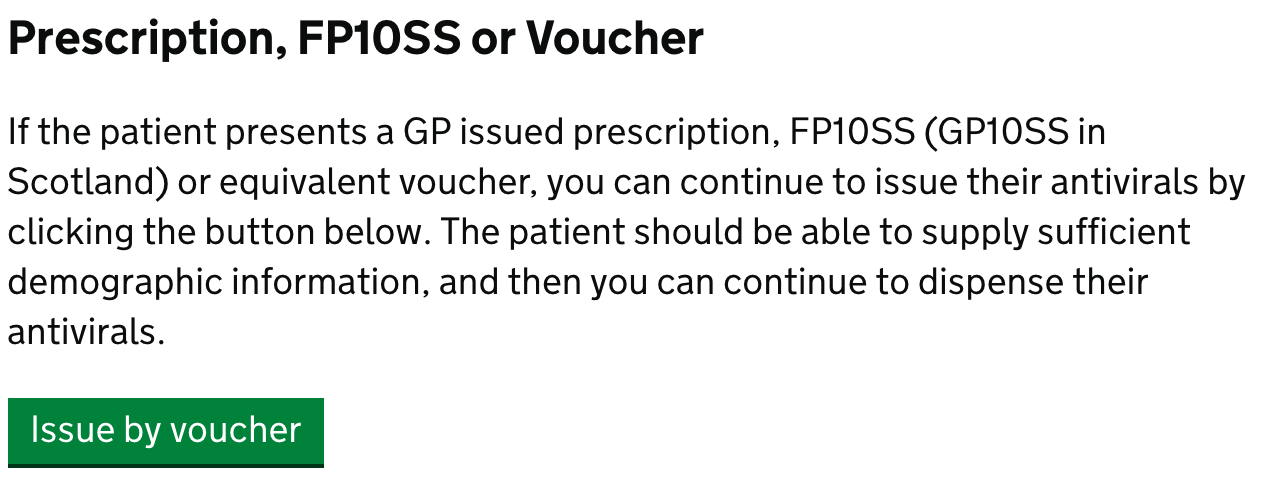 Prescription, FP10SS or Voucher
If the patient presents a GP issued prescription, FP10SS (GP10SS in
Scotland) or equivalent voucher, you can continue to issue their antivirals by
clicking the button below. The patient should be able to supply sufficient
demographic information, and then you can continue to dispense their
antivirals.
Issue by voucher